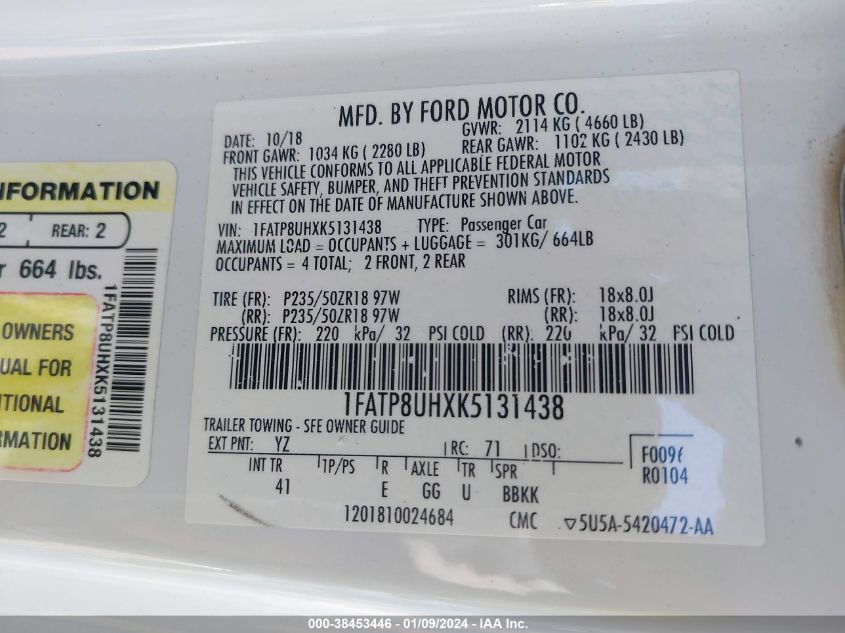 MFD. BY FORD MOTOR CO.
DATE: 10/18 GVWR: 2114 KG ( 4660 LB)
FRONT GAWR: 1034 KG ( 2280 LB) REAR GAWR: 1102 KG ( 2430 LB)
THIS VEHICLE CONFORMS TO ALL APPLICABLE FEDERAL MOTOR
VEHICLE SAFETY, BUMPER, AND THEFT PREVENTION STANDARDS
IN EFFECT ON THE DATE OF MANUFACTURE SHOWN ABOVE.
VIN: 1FATP8UHXK5131438 TYPE: Passenger Car
MAXIMUM LOAD = OCCUPANTS + LUGGAGE = 301KG/ 664LB
OCCUPANTS = 4 TOTAL; 2 FRONT, 2 REAR
TIRE (FR): P235/50ZR18 97W RIMS (FR): 18x8.0J
(RR): P235/50ZR18 97W (RR): 18x8.0J
PRESSURE (FR): 220 kPa/ 32 PSI COLD (RR): 220 kPa/ 32 PSI COLD
1FATP8UHXK5131438
TRAILER TOWING - SEE OWNER GUIDE
EXT PNT: YZ RC: 71 DSO: F0096
R0104
INT TR TP/PS R AXLE TR SPR
41 E GG U BBKK
1201810024684 CMC ▽5U5A-5420472-AA
INFORMATION
2 REAR: 2
r 664 lbs.
OWNERS
UAL FOR
ITIONAL
RMATION
1FATP8UHXK5131438
000-38453446 - 01/09/2024 - IAA Inc.